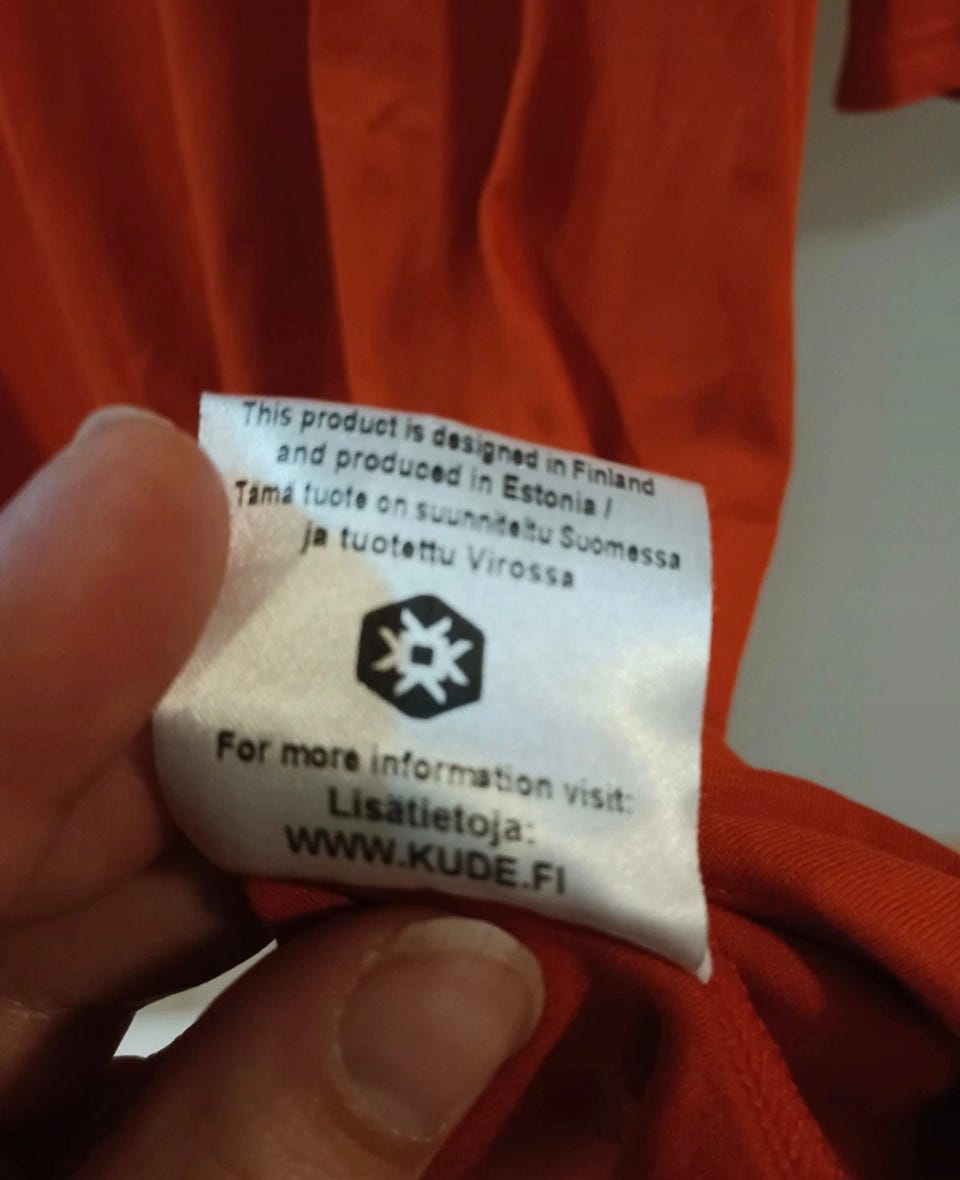 This product is designed in Finland
and produced in Estonia /
Tämä tuote on suunniteltu Suomessa
ja tuotettu Virossa
For more information visit:
Lisätietoja:
WWW.KUDE.FI